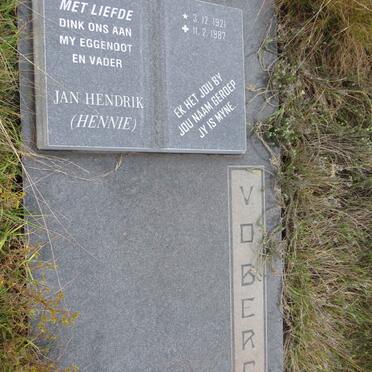 MET LIEFDE
DINK ONS AAN
MY EGGENOOT
EN VADER
JAN HENDRIK
(HENNIE)
★ 3. 12. 1921
✚ 11. 2. 1987
EK HET JOU BY
JOU NAAM GEROEP
JY IS MYNE
V. D. BERG